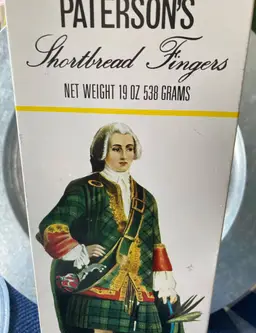 PATERSON'S
Shortbread Fingers
NET WEIGHT 19 OZ 538 GRAMS